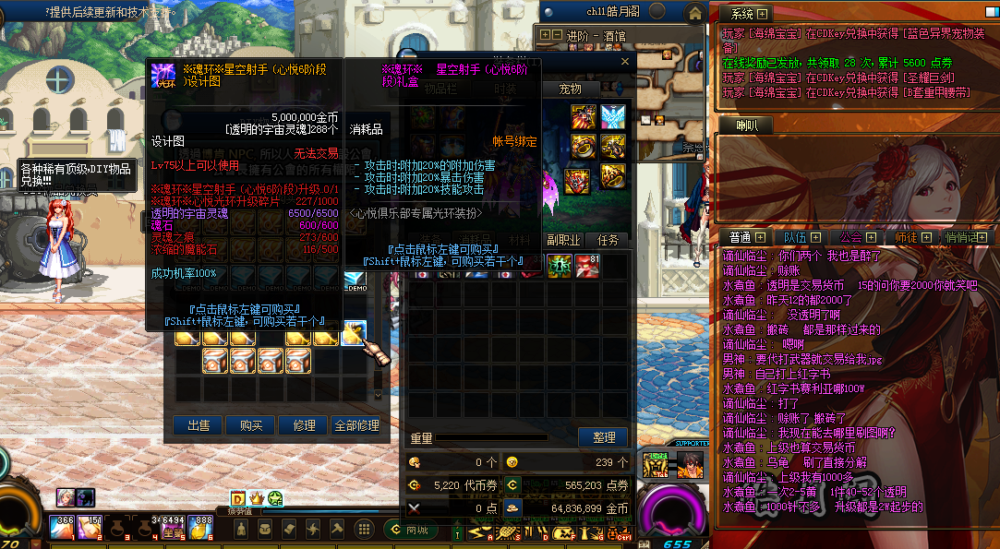 ?提供后续更新和技术支持。
ch11.皓月阁
进阶 - 酒馆
※魂环※星空射手 (心悦6阶段
)设计图
5,000,000金币
[透明的宇宙灵魂]288个
设计图
无法交易
Lv75以上可以使用
※魂环※星空射手 (心悦6阶段)升级 0/1
※魂环※心悦光环升级碎片 227/1000
透明的宇宙灵魂 6500/6500
魂石 600/600
灵魂之痕 273/600
浓缩的魔能石 116/500
成功机率100%
『点击鼠标左键可购买』
『Shift+鼠标左键, 可购买若干个』
※魂环※ 星空射手 (心悦6阶
段)礼盒
消耗品
帐号绑定
- 攻击时:附加20%的附加伤害
- 攻击时:附加20%暴击伤害
- 攻击时:附加20%技能攻击
<心悦俱乐部专属光环装扮>
『点击鼠标左键可购买』
『Shift+鼠标左键, 可购买若干个』
各种稀有顶级,DIY物品
兑换!!!
宠物
副职业
任务
81
DEMO
出售
购买
修理
全部修理
重量
整理
0 个
239 个
5,220 代币券
565,203 点券
0 点
64,836,899 金币
SUPPORTER
366
151
3
6494
888
70
商城
655
系统
玩家 [海绵宝宝] 在CDKey兑换中获得 [蓝色异界宠物装
备]
在线奖励已发放, 共领取 28 次,累计 5600 点券
玩家 [海绵宝宝] 在CDKey兑换中获得 [圣耀巨剑]
玩家 [海绵宝宝] 在CDKey兑换中获得 [B套重甲腰带]
喇叭
普通 队伍 公会 师徒 悄悄话
谪仙临尘 : 你们两个 我也是醉了
谪仙临尘 : 赊账
水煮鱼 : 透明是交易货币 15的问你要2000你就笑吧
水煮鱼 : 昨天12的都2000了
谪仙临尘 : 没透明了啊
水煮鱼 : 搬砖 都是那样过来的
谪仙临尘 : 嗯啊
男神 : 要代打武器就交易给我jpg
男神 : 自己打上红字书
水煮鱼 : 红字书赛利亚哪100W
谪仙临尘 : 打了
谪仙临尘 : 赊账了 搬砖了
谪仙临尘 : 我现在能去哪里刷图啊?
水煮鱼 : 上级也算交易货币
水煮鱼 : 乌龟 刷了直接分解
谪仙临尘 : 上级我有1000多
水煮鱼 : 一次2-5黄 1件40-52个透明
水煮鱼 : 1000针不多 升级都是2W起步的